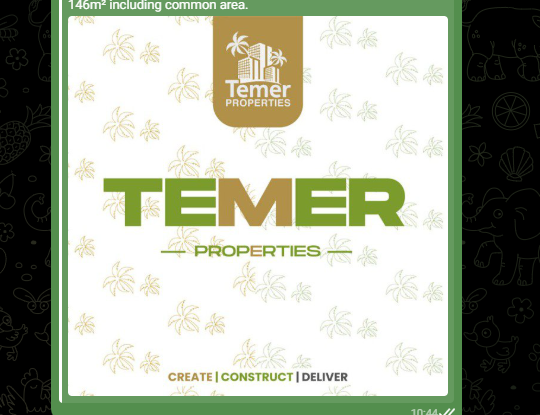 146m² including common area.
Temer
PROPERTIES
TEMER
PROPERTIES
CREATE | CONSTRUCT | DELIVER
10:44